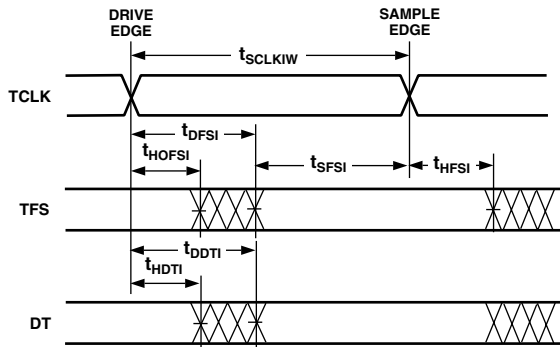 DRIVE
EDGE
SAMPLE
EDGE
tSCLKIW
TCLK
tDFSI
tHOFSI
tSFSI
tHFSI
TFS
tDDTI
tHDTI
DT